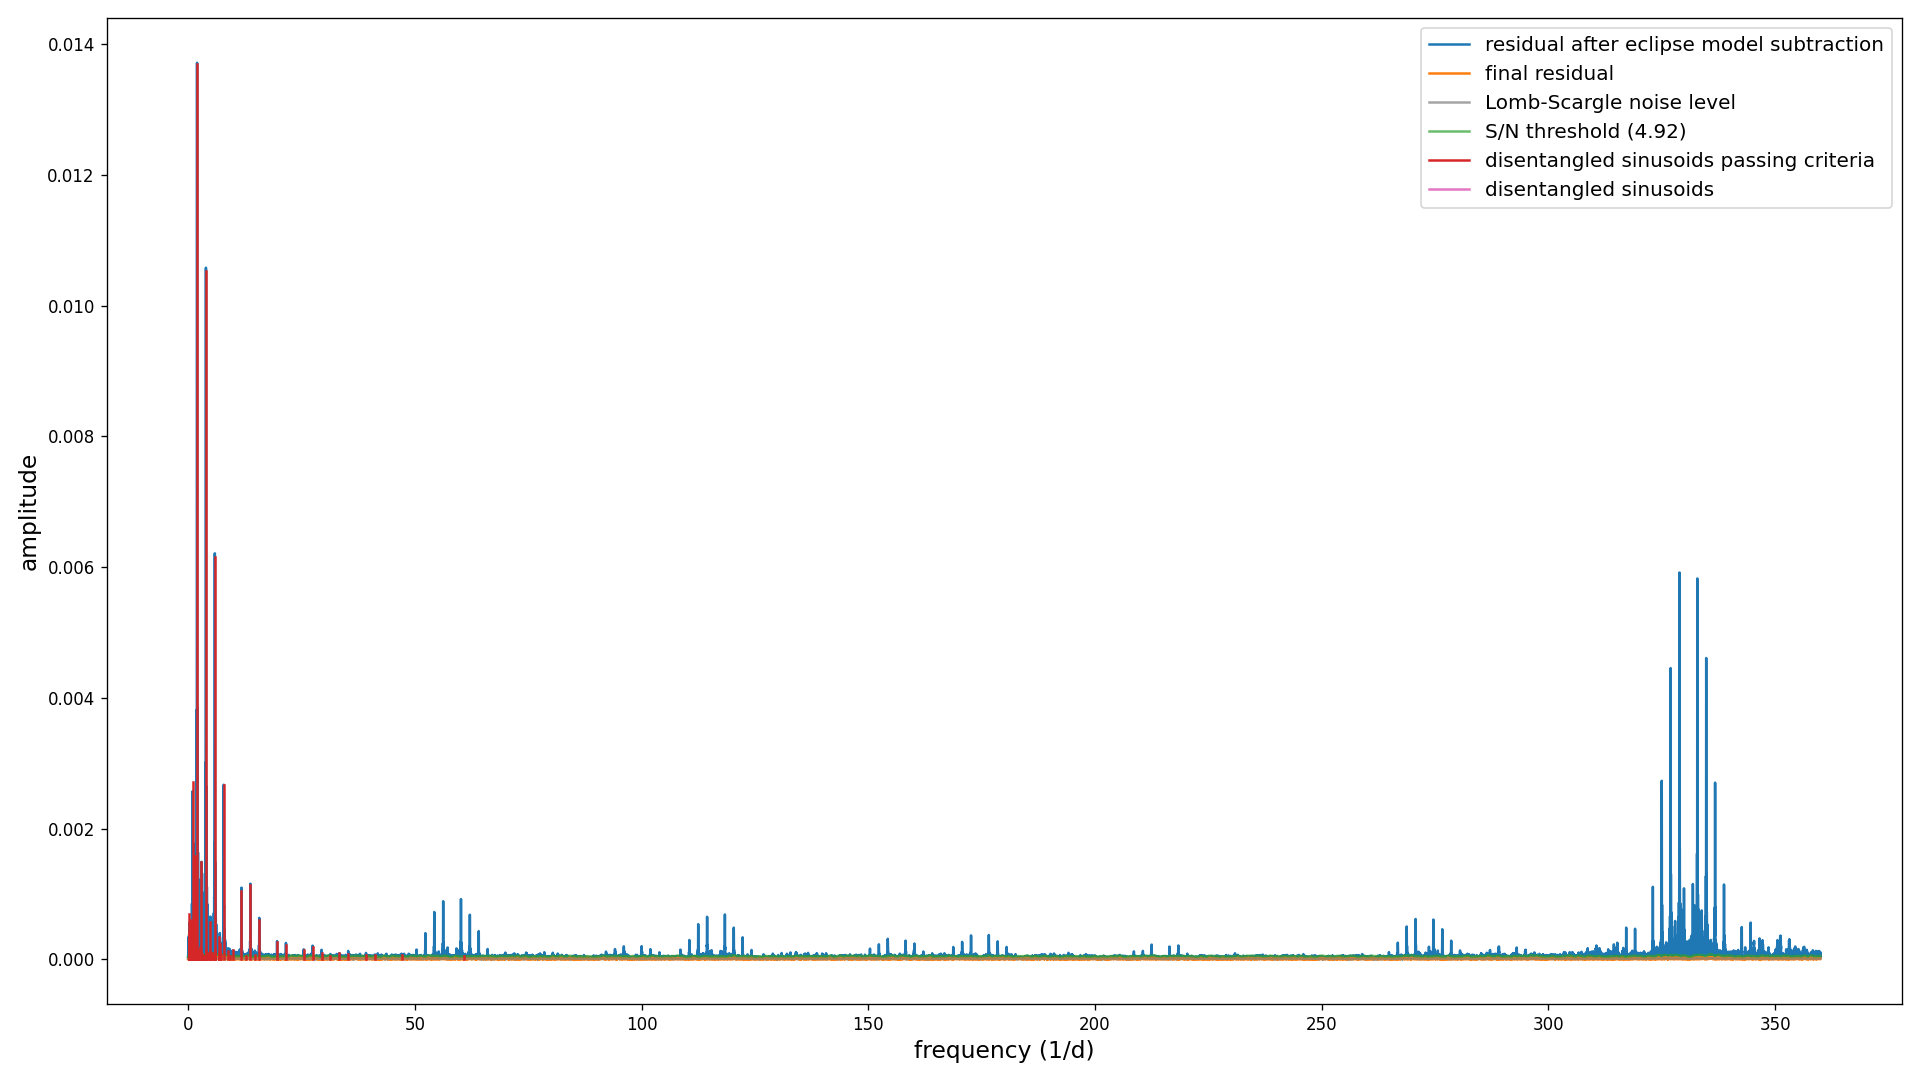 residual after eclipse model subtraction
final residual
Lomb-Scargle noise level
S/N threshold (4.92)
disentangled sinusoids passing criteria
disentangled sinusoids
0.014
0.012
0.010
0.008
0.006
0.004
0.002
0.000
amplitude
0 50 100 150 200 250 300 350
frequency (1/d)